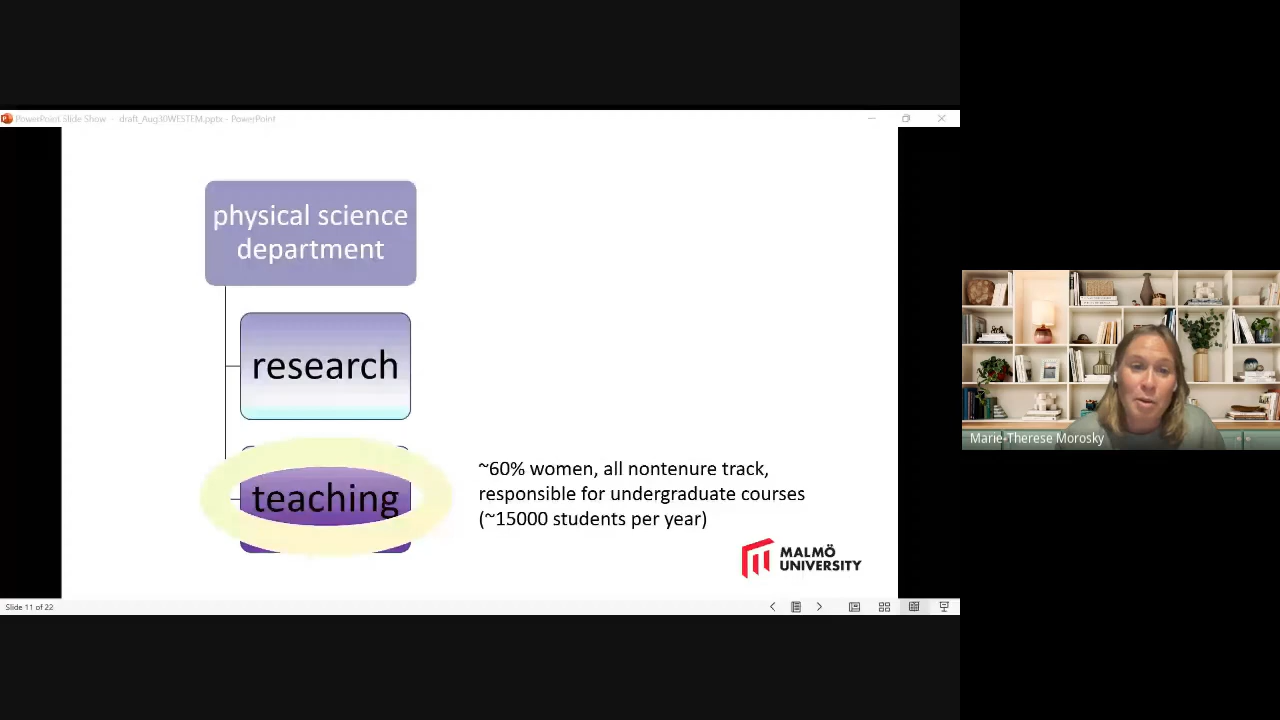 PowerPoint Slide Show - draft_Aug30WESTEM.pptx - PowerPoint
physical science
department
research
teaching
~60% women, all nontenure track,
responsible for undergraduate courses
(~15000 students per year)
MALMÖ
UNIVERSITY
Marie-Therese Morosky
Slide 11 of 22